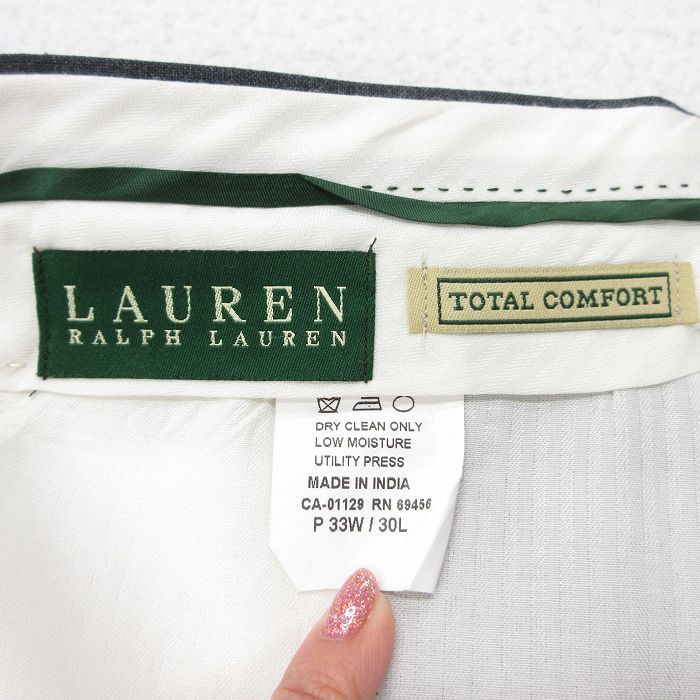 LAUREN
RALPH LAUREN
TOTAL COMFORT
DRY CLEAN ONLY
LOW MOISTURE
UTILITY PRESS
MADE IN INDIA
CA-01129 RN 69456
P 33W / 30L